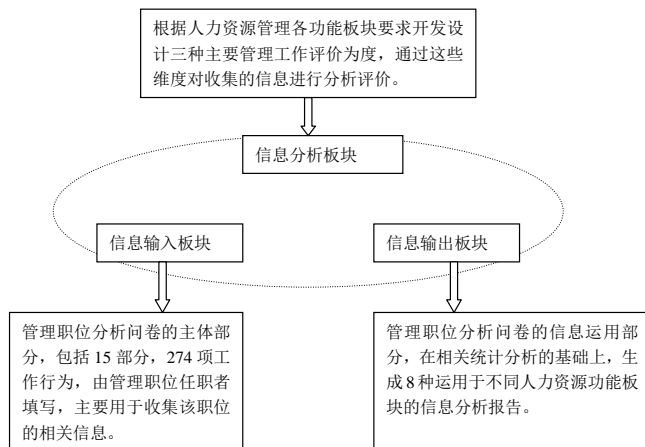 根据人力资源管理各功能板块要求开发设
计三种主要管理工作评价为度，通过这些
维度对收集的信息进行分析评价。
信息分析板块
信息输入板块
信息输出板块
管理职位分析问卷的主体部
分，包括 15 部分，274 项工
作行为，由管理职位任职者
填写，主要用于收集该职位
的相关信息。
管理职位分析问卷的信息运用部
分，在相关统计分析的基础上，生
成 8 种运用于不同人力资源功能板
块的信息分析报告。